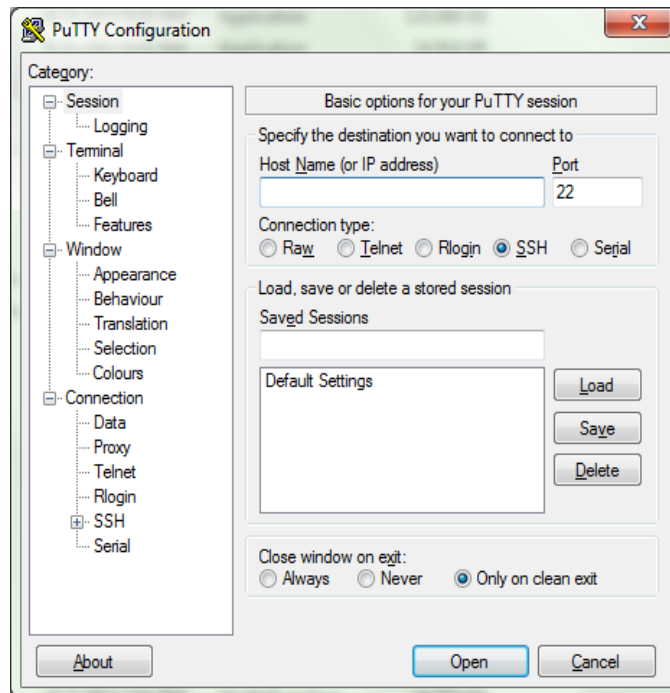 PuTTY Configuration
Category:
Session
Logging
Terminal
Keyboard
Bell
Features
Window
Appearance
Behaviour
Translation
Selection
Colours
Connection
Data
Proxy
Telnet
Rlogin
SSH
Serial
Basic options for your PuTTY session
Specify the destination you want to connect to
Host Name (or IP address) Port
22
Connection type:
Raw Telnet Rlogin SSH Serial
Load, save or delete a stored session
Saved Sessions
Default Settings
Load
Save
Delete
Close window on exit:
Always Never Only on clean exit
About Open Cancel